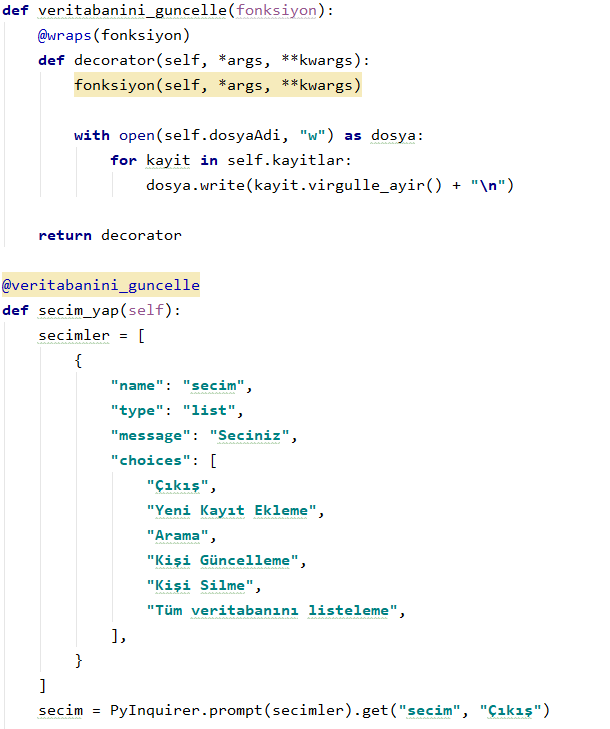 def veritabanini_guncelle(fonksiyon):
    @wraps(fonksiyon)
    def decorator(self, *args, **kwargs):
        fonksiyon(self, *args, **kwargs)

        with open(self.dosyaAdi, "w") as dosya:
            for kayit in self.kayitlar:
                dosya.write(kayit.virgulle_ayir() + "\n")

    return decorator

@veritabanini_guncelle
def secim_yap(self):
    secimler = [
        {
            "name": "secim",
            "type": "list",
            "message": "Seciniz",
            "choices": [
                "Çıkış",
                "Yeni Kayıt Ekleme",
                "Arama",
                "Kişi Güncelleme",
                "Kişi Silme",
                "Tüm veritabanını listeleme",
            ],
        }
    ]
    secim = PyInquirer.prompt(secimler).get("secim", "Çıkış")